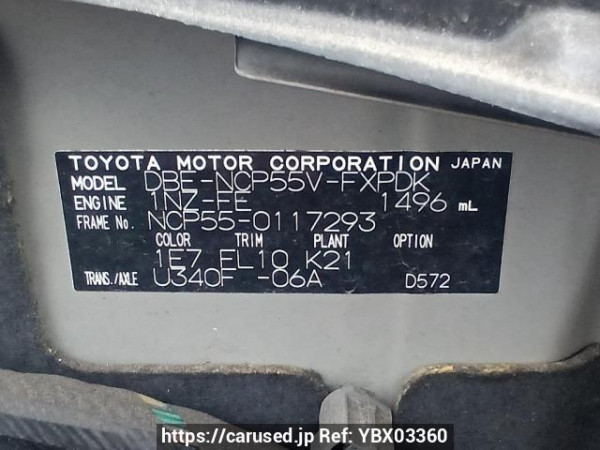 TOYOTA MOTOR CORPORATION JAPAN
MODEL DBE-NCP55V-FXPDK
ENGINE 1NZ-FE 1496 mL
FRAME No. NCP55-0117293
COLOR TRIM PLANT OPTION
1E7 FL10 K21
TRANS./AXLE U340F -06A D572
https://carused.jp Ref: YBX03360